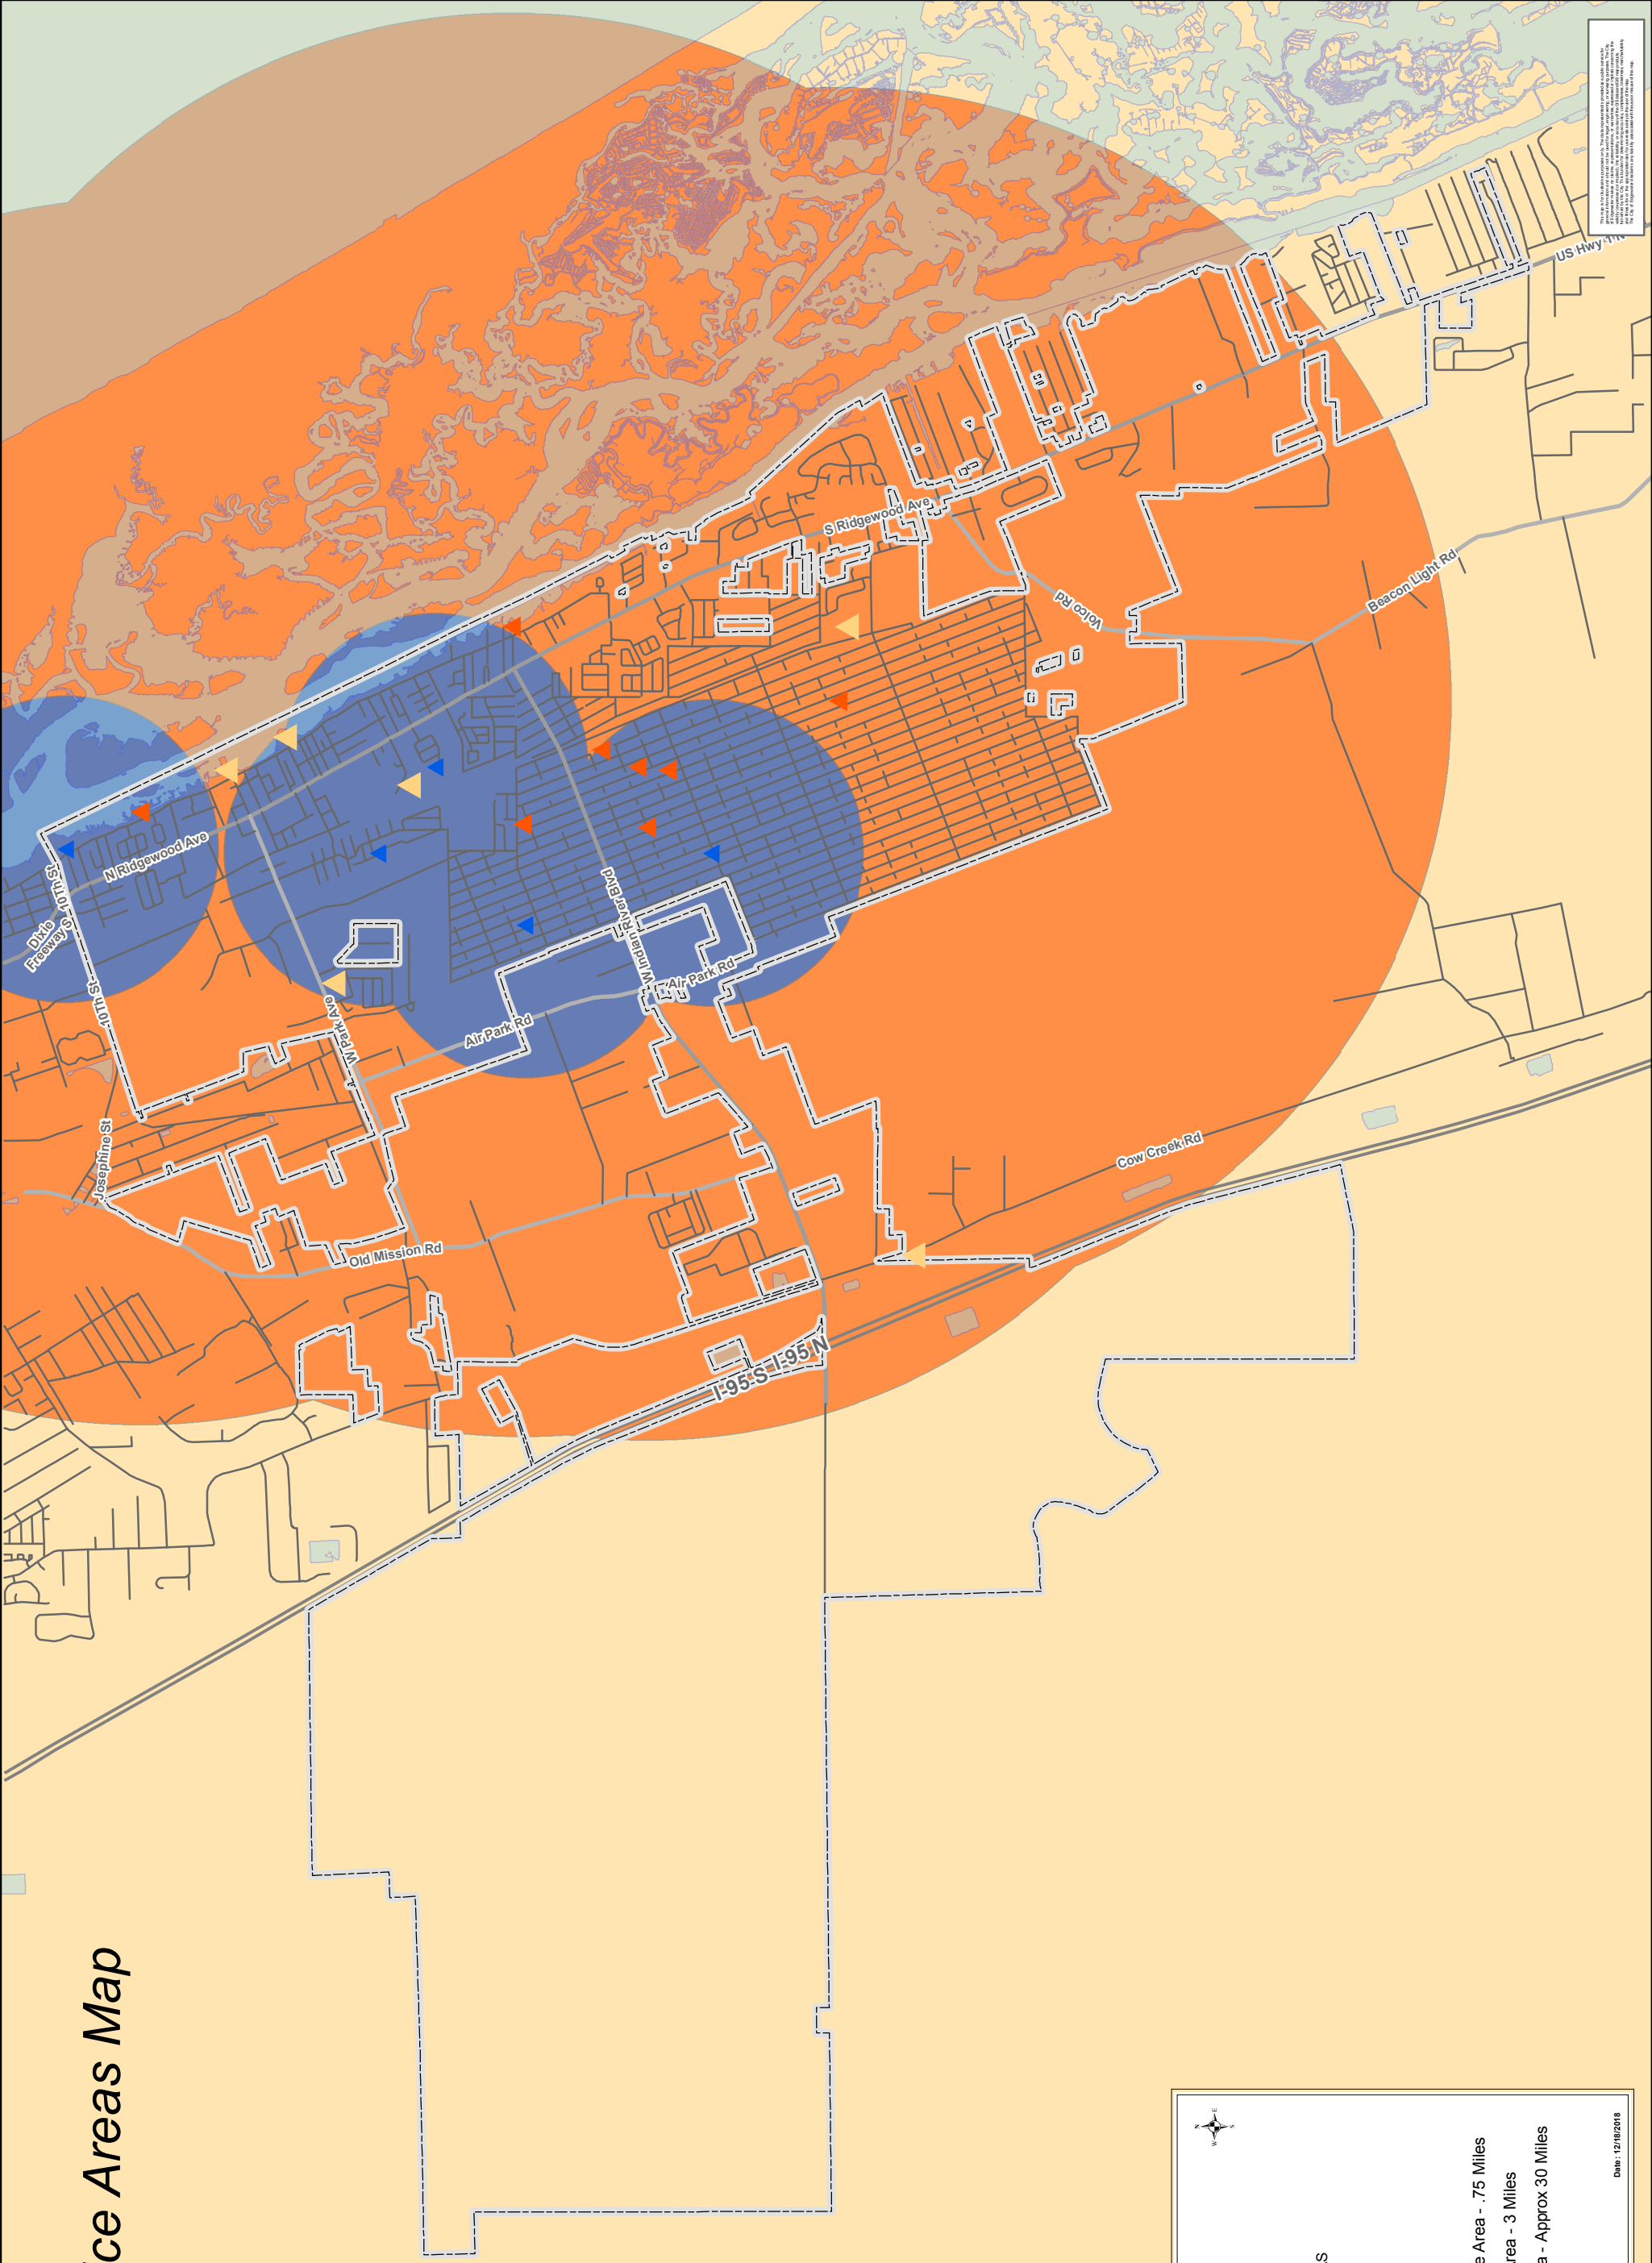 ce Areas Map
US Hwy 1 N
S Ridgewood Ave
Volco Rd
Beacon Light Rd
N Ridgewood Ave
10Th St
Dixie
Freeway S
10Th St
W Park Ave
W Indian River Blvd
Air Park Rd
Air Park Rd
Josephine St
Old Mission Rd
Cow Creek Rd
I-95 S
I-95 N
N
E
S
W
s
e Area - .75 Miles
rea - 3 Miles
a - Approx 30 Miles
Date: 12/18/2018